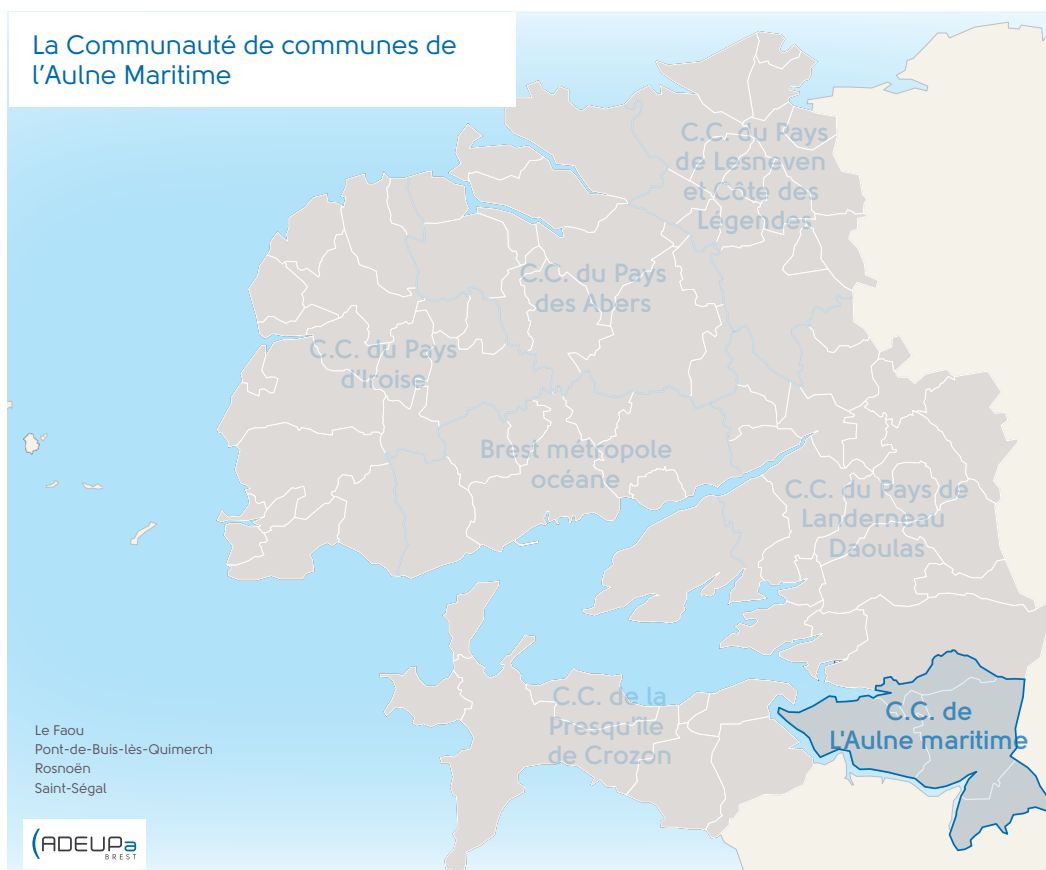 La Communauté de communes de
l'Aulne Maritime
C.C. du Pays
de Lesneven
et Côte des
Légendes
C.C. du Pays
des Abers
C.C. du Pays
d'Iroise
Brest métropole
océane
C.C. du Pays de
Landerneau
Daoulas
C.C. de la
Presqu'île
de Crozon
C.C. de
L'Aulne maritime
Le Faou
Pont-de-Buis-lès-Quimerch
Rosnoën
Saint-Ségal
ADEUPa
BREST